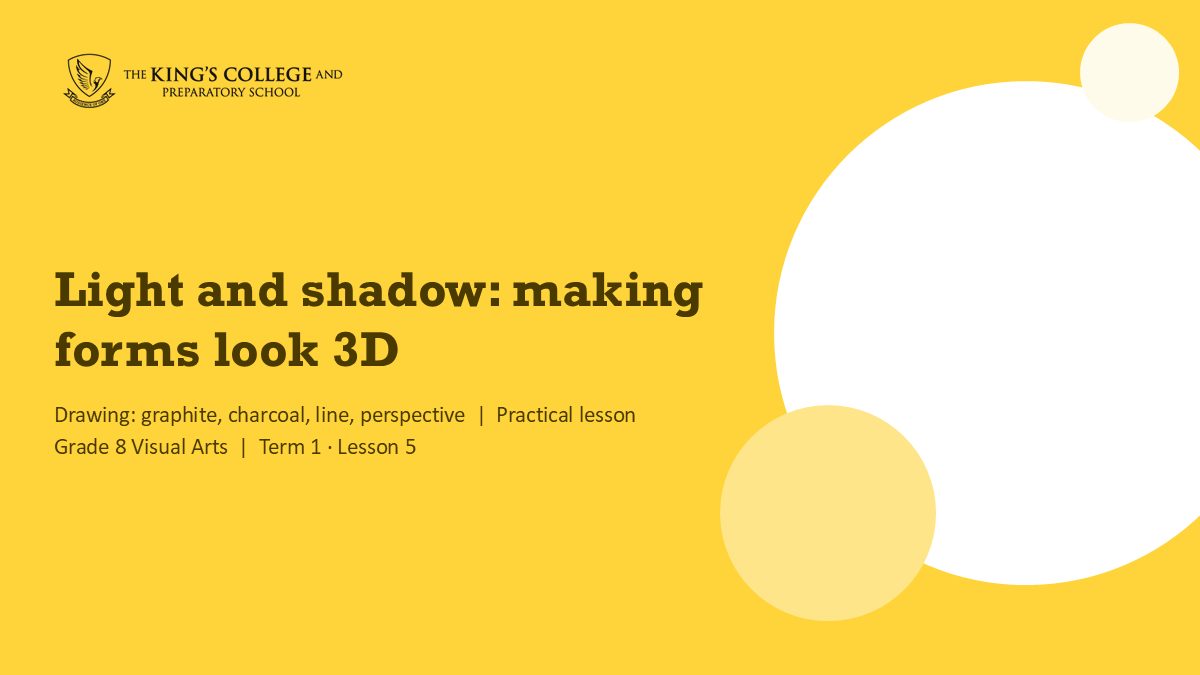 THE KING'S COLLEGE AND
PREPARATORY SCHOOL
Light and shadow: making
forms look 3D
Drawing: graphite, charcoal, line, perspective | Practical lesson
Grade 8 Visual Arts | Term 1 · Lesson 5